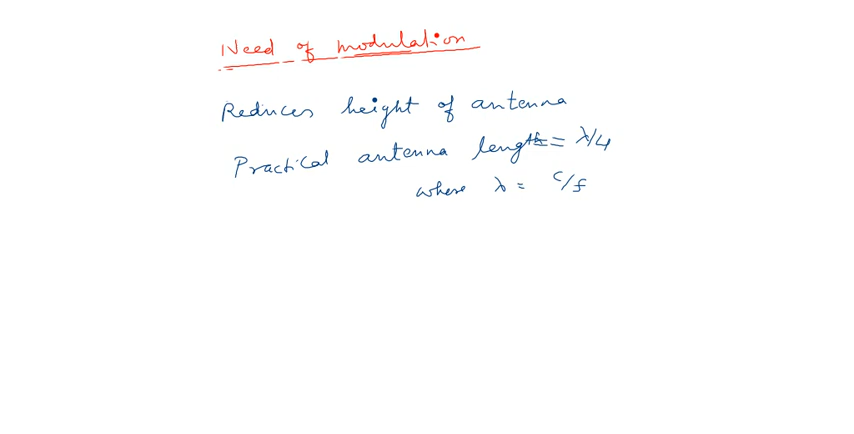 Need of modulation
Reduces height of antenna
Practical antenna length = λ/4
where λ = c/f